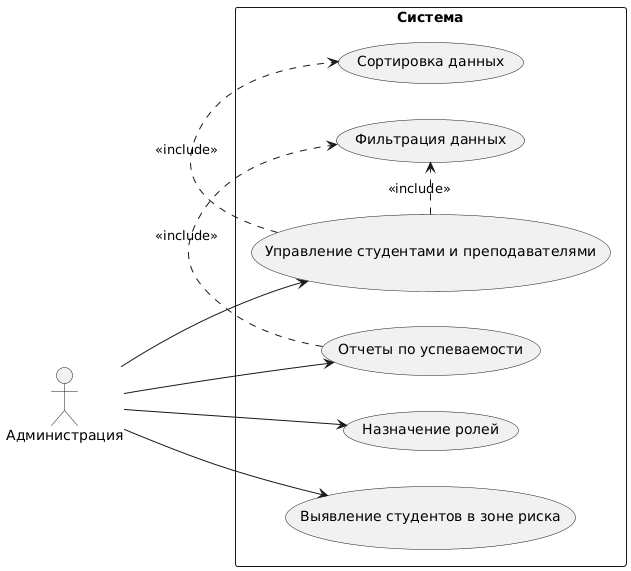 Система
Сортировка данных
Фильтрация данных
«include»
«include»
«include»
Управление студентами и преподавателями
Отчеты по успеваемости
Администрация
Назначение ролей
Выявление студентов в зоне риска